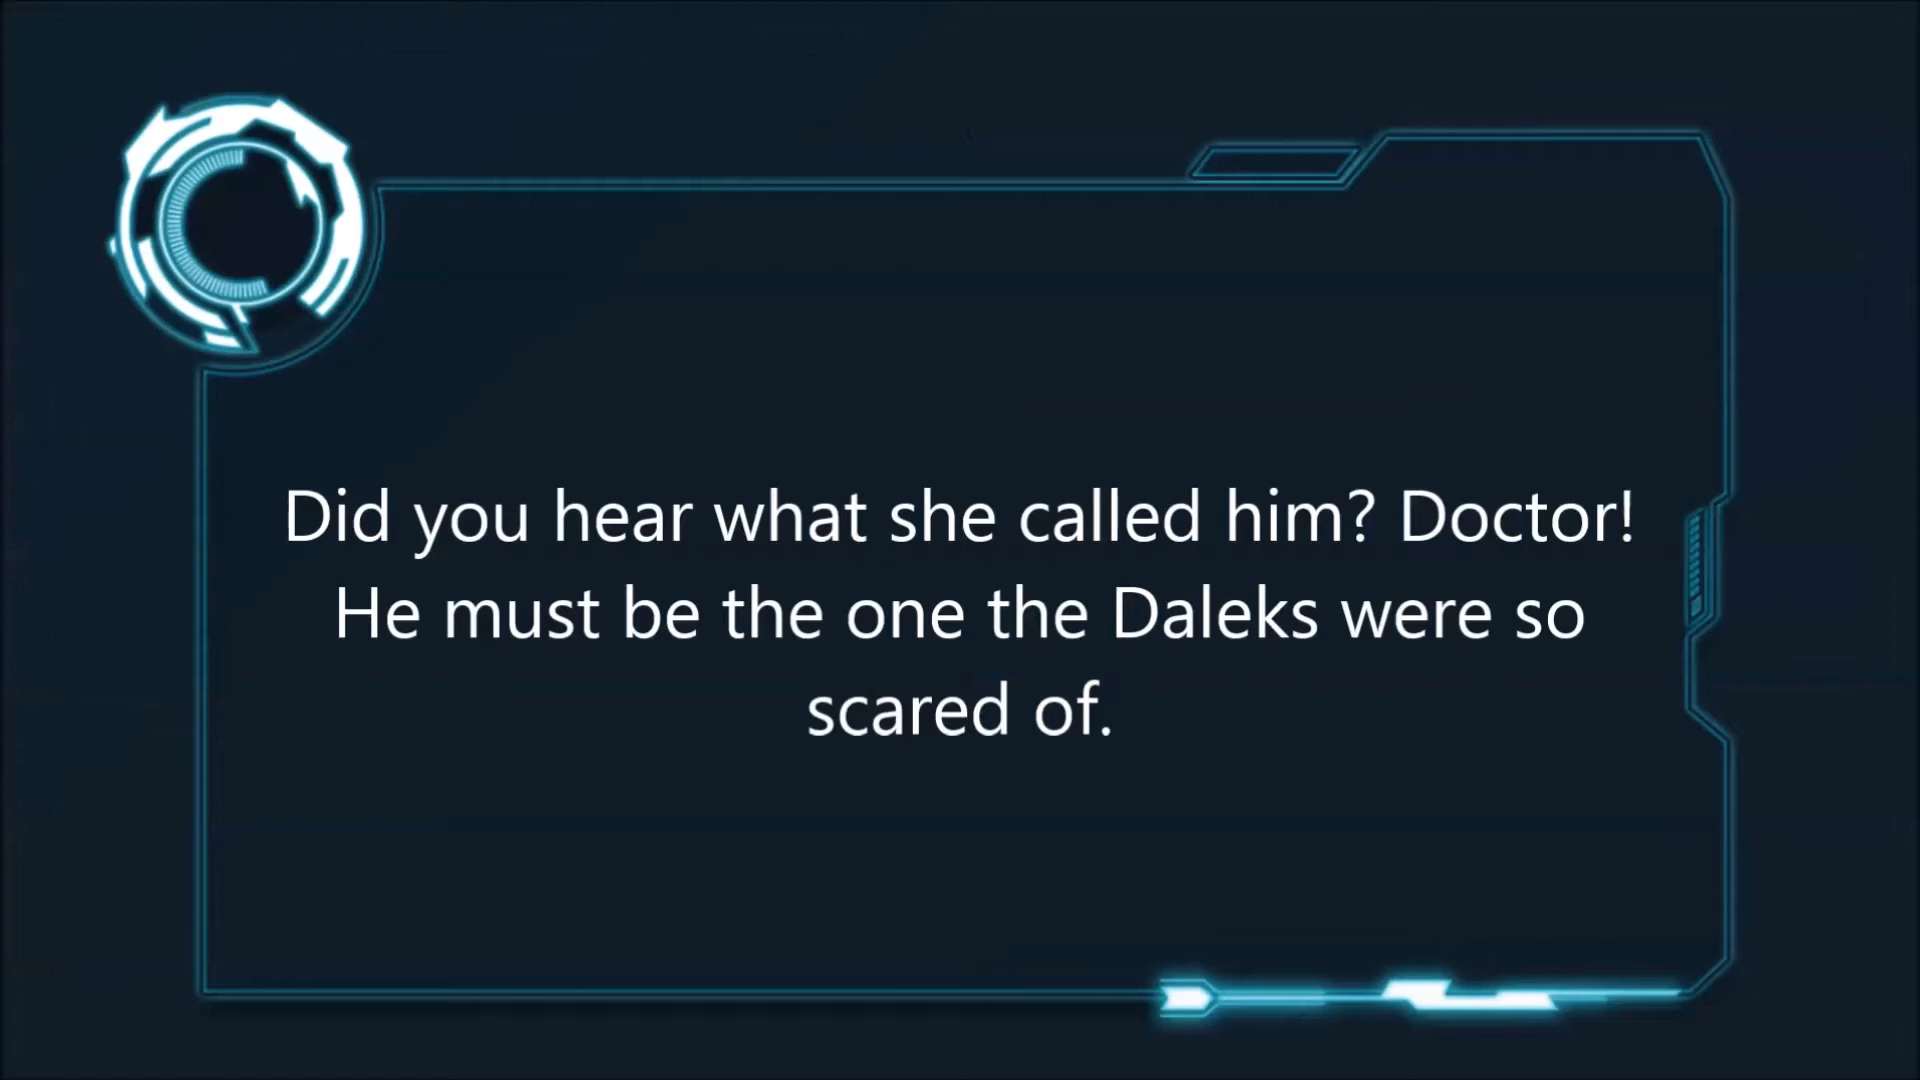 Did you hear what she called him? Doctor!
He must be the one the Daleks were so
scared of.